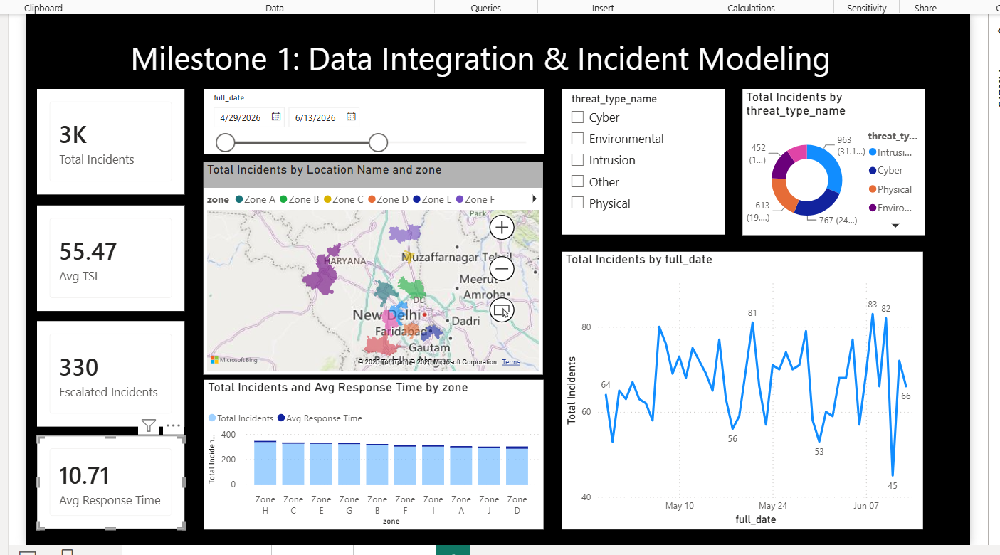 Clipboard
Data
Queries
Insert
Calculations
Sensitivity
Share
Milestone 1: Data Integration & Incident Modeling
3K
Total Incidents
55.47
Avg TSI
330
Escalated Incidents
10.71
Avg Response Time
full_date
4/29/2026
6/13/2026
Total Incidents by Location Name and zone
zone Zone A Zone B Zone C Zone D Zone E Zone F
Park
HARYANA
Muzaffarnagar
Meerut
Amroha
DL
New Delhi
Dadri
Faridabad
Gautam
Microsoft Bing
Microsoft Corporation Terms
Total Incidents and Avg Response Time by zone
Total Incidents Avg Response Time
Total Inciden...
400
200
0
Zone H
Zone C
Zone E
Zone G
Zone B
Zone F
Zone I
Zone A
Zone J
Zone D
zone
threat_type_name
Cyber
Environmental
Intrusion
Other
Physical
Total Incidents by
threat_type_name
threat_ty...
Intrusi...
Cyber
Physical
Enviro...
963
(31.1...)
452
(1...)
613
(19....)
767 (24...)
Total Incidents by full_date
Total Incidents
80
60
40
64
56
81
53
83
82
45
66
May 10
May 24
Jun 07
full_date